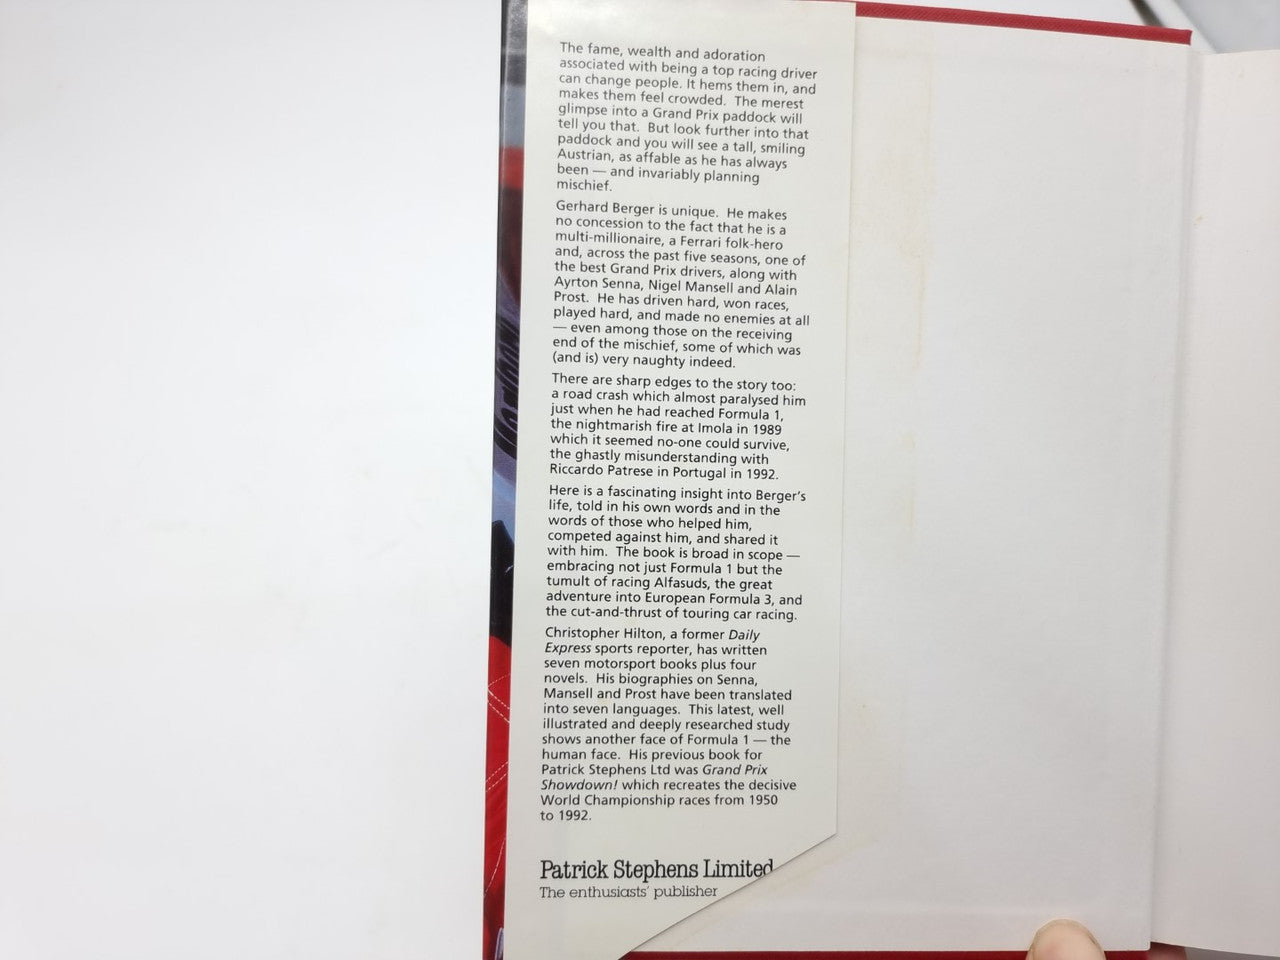 The fame, wealth and adoration
associated with being a top racing driver
can change people. It hems them in, and
makes them feel crowded. The merest
glimpse into a Grand Prix paddock will
tell you that. But look further into that
paddock and you will see a tall, smiling
Austrian, as affable as he has always
been — and invariably planning
mischief.
Gerhard Berger is unique. He makes
no concession to the fact that he is a
multi-millionaire, a Ferrari folk-hero
and, across the past five seasons, one of
the best Grand Prix drivers, along with
Ayrton Senna, Nigel Mansell and Alain
Prost. He has driven hard, won races,
played hard, and made no enemies at all
— even among those on the receiving
end of the mischief, some of which was
(and is) very naughty indeed.
There are sharp edges to the story too:
a road crash which almost paralysed him
just when he had reached Formula 1,
the nightmarish fire at Imola in 1989
which it seemed no-one could survive,
the ghastly misunderstanding with
Riccardo Patrese in Portugal in 1992.
Here is a fascinating insight into Berger's
life, told in his own words and in the
words of those who helped him,
competed against him, and shared it
with him. The book is broad in scope —
embracing not just Formula 1 but the
tumult of racing Alfasuds, the great
adventure into European Formula 3, and
the cut-and-thrust of touring car racing.
Christopher Hilton, a former Daily
Express sports reporter, has written
seven motorsport books plus four
novels. His biographies on Senna,
Mansell and Prost have been translated
into seven languages. This latest, well
illustrated and deeply researched study
shows another face of Formula 1 — the
human face. His previous book for
Patrick Stephens Ltd was Grand Prix
Showdown! which recreates the decisive
World Championship races from 1950
to 1992.
Patrick Stephens Limited
The enthusiasts' publisher